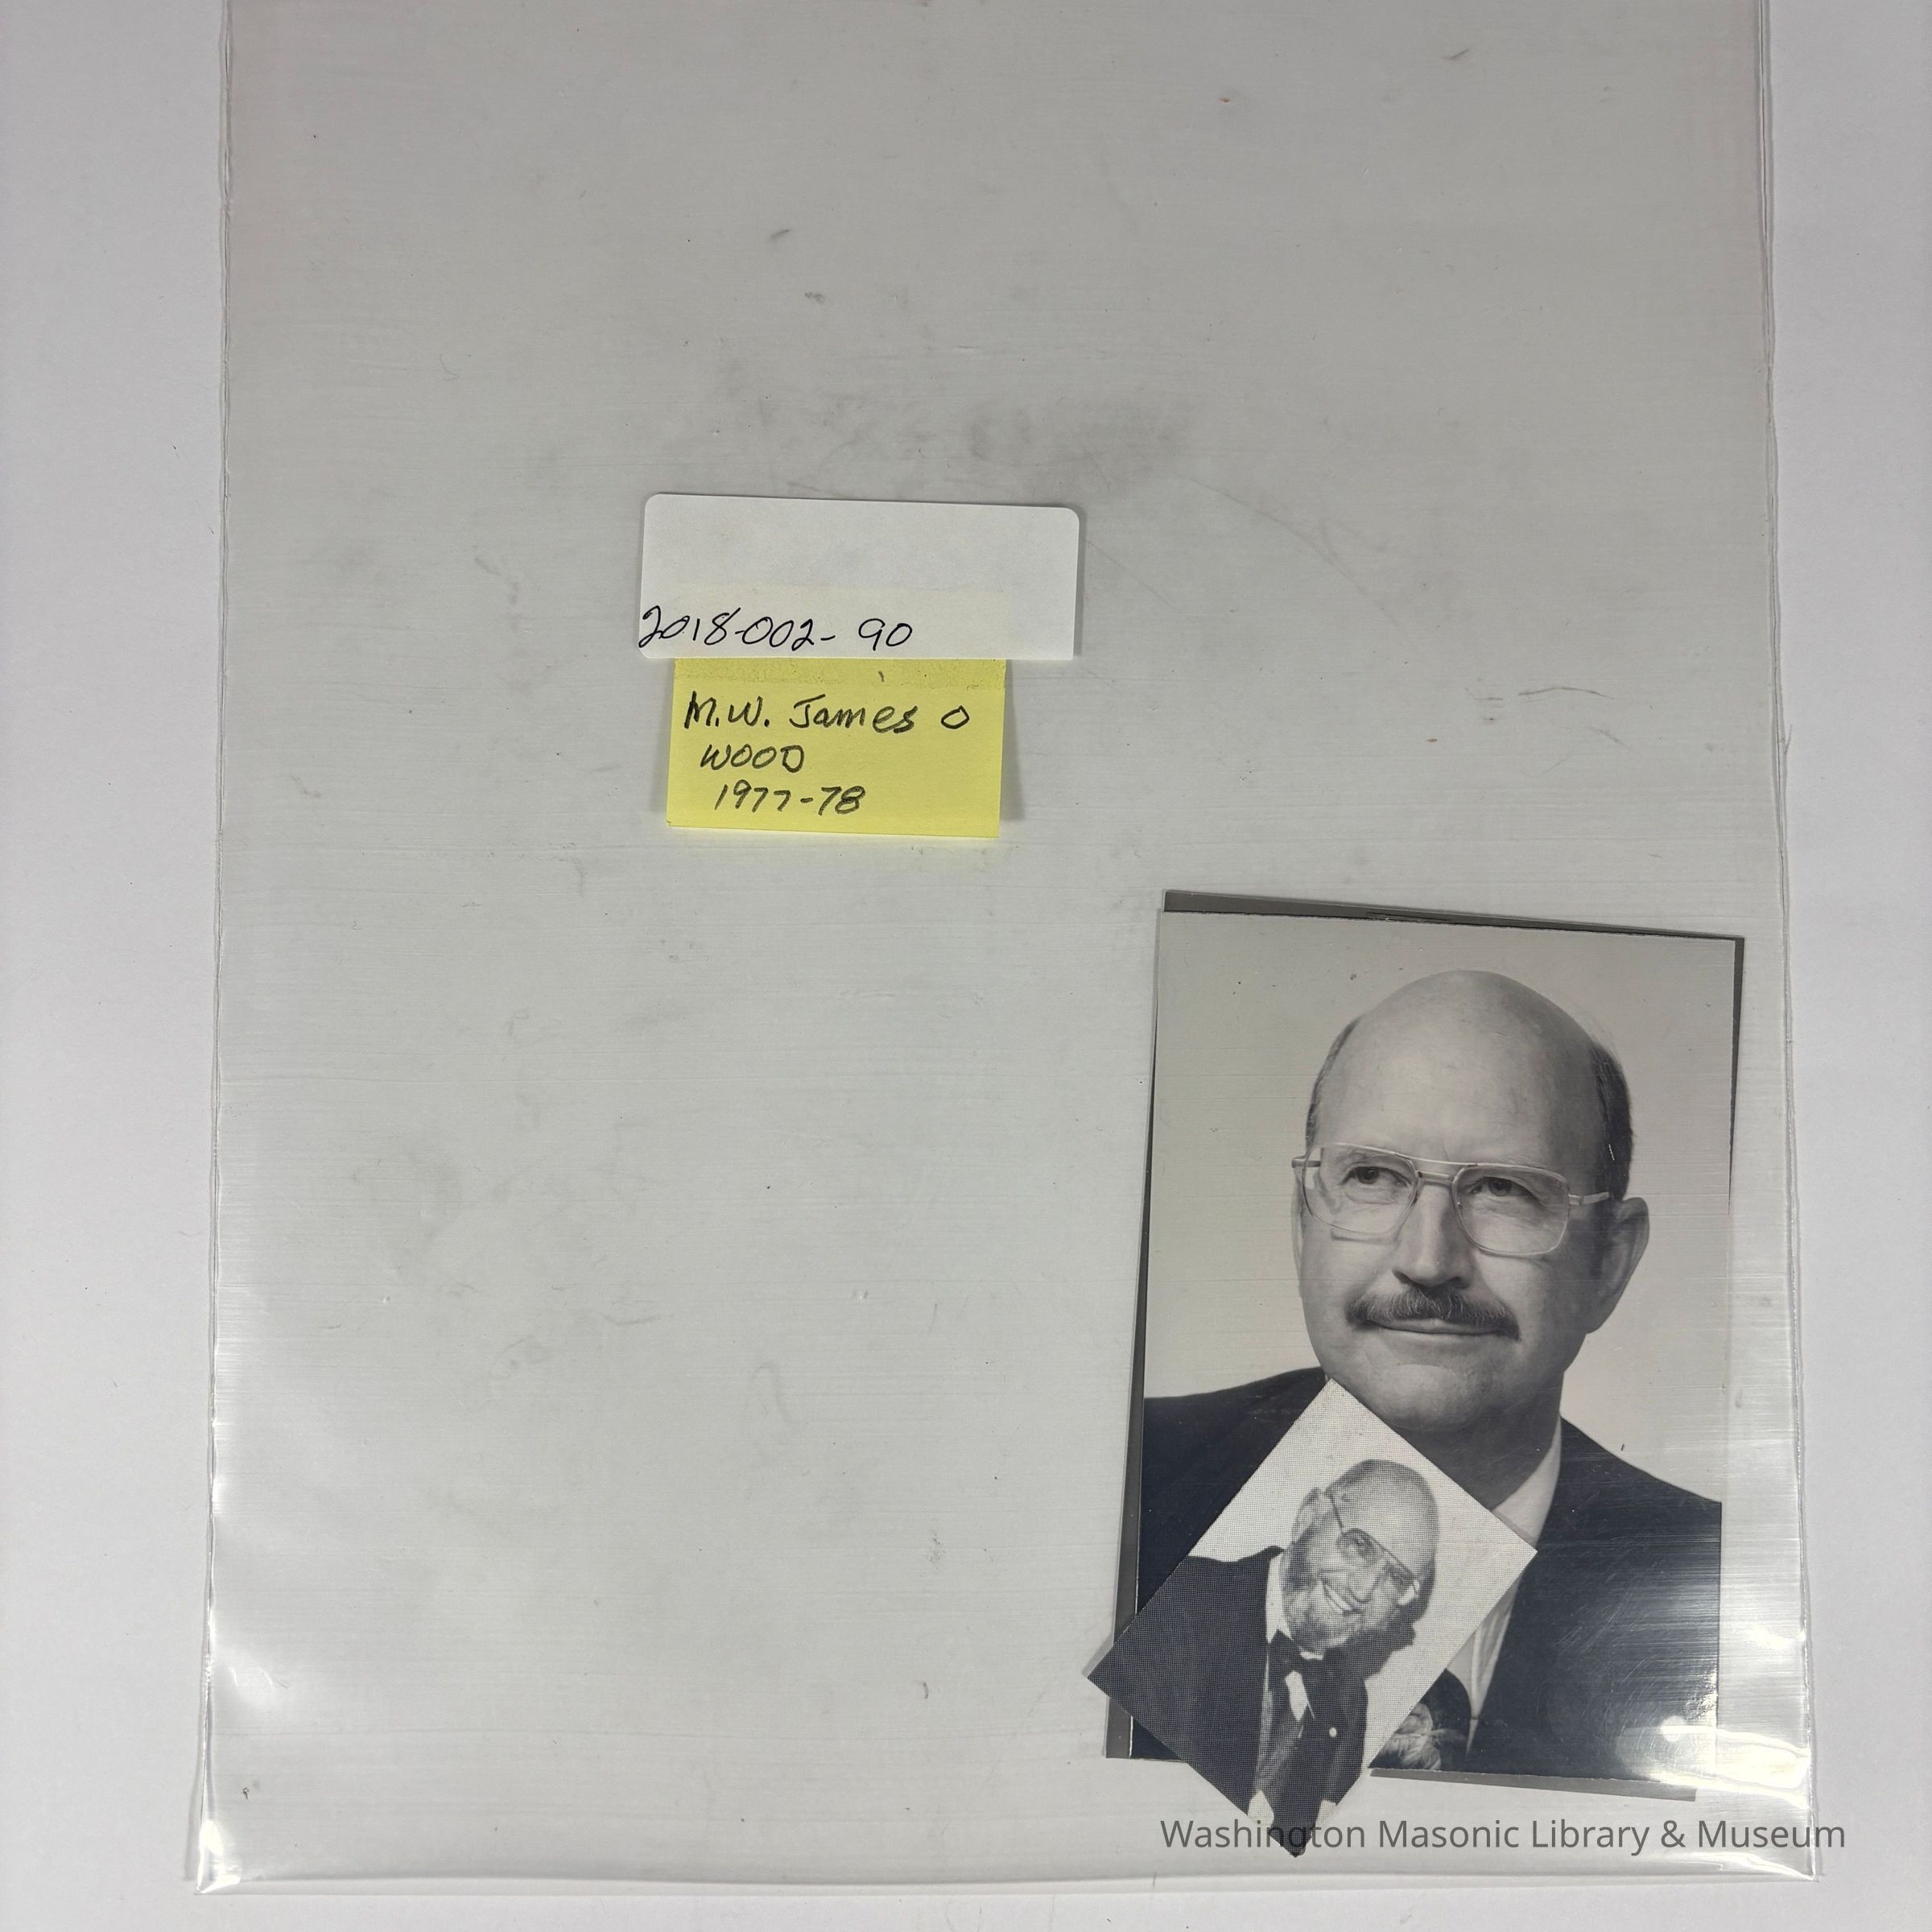 2018-002- 90
M.W. James O
WOOD
1977-78
Washington Masonic Library & Museum